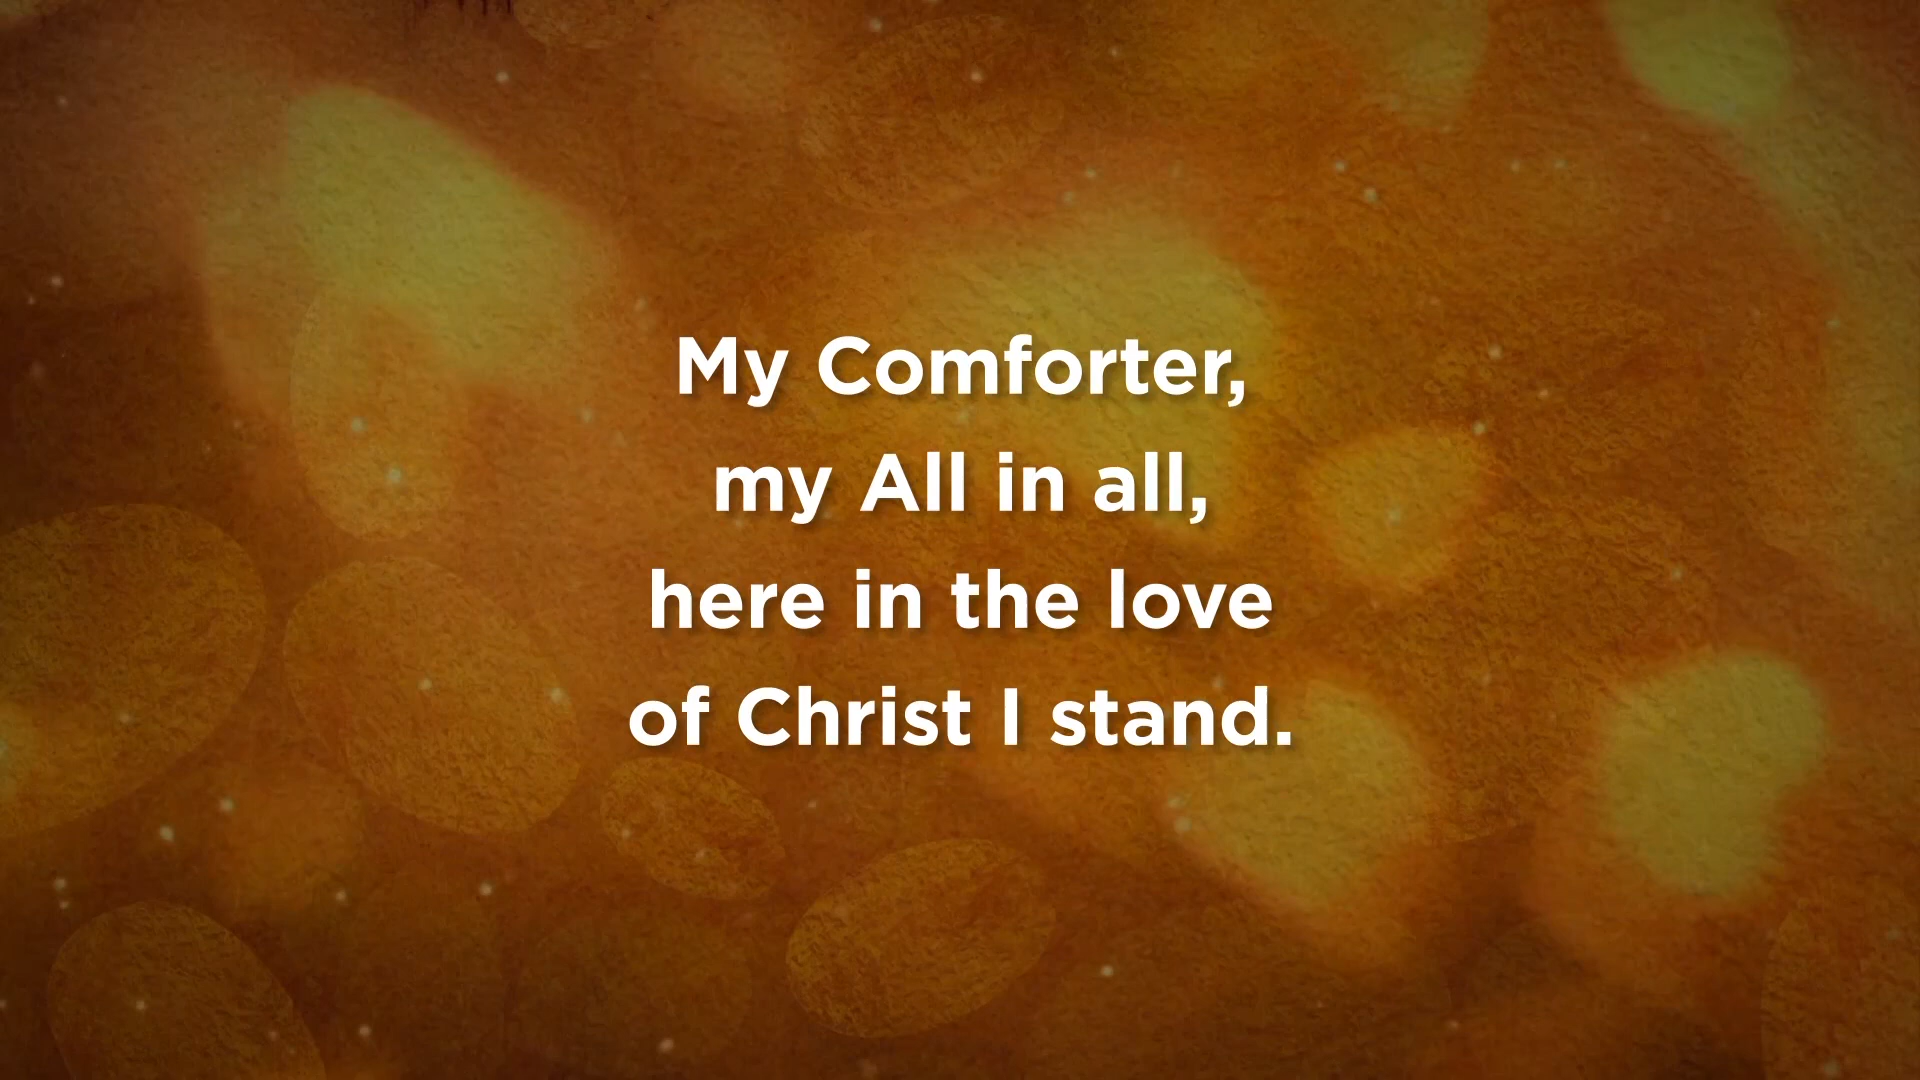 My Comforter,
my All in all,
here in the love
of Christ I stand.